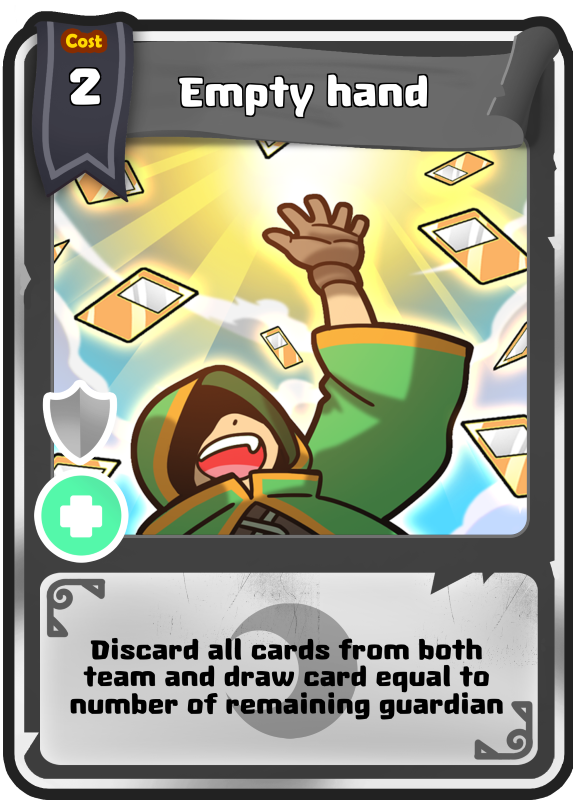 Cost
2
Empty hand
Discard all cards from both
team and draw card equal to
number of remaining guardian